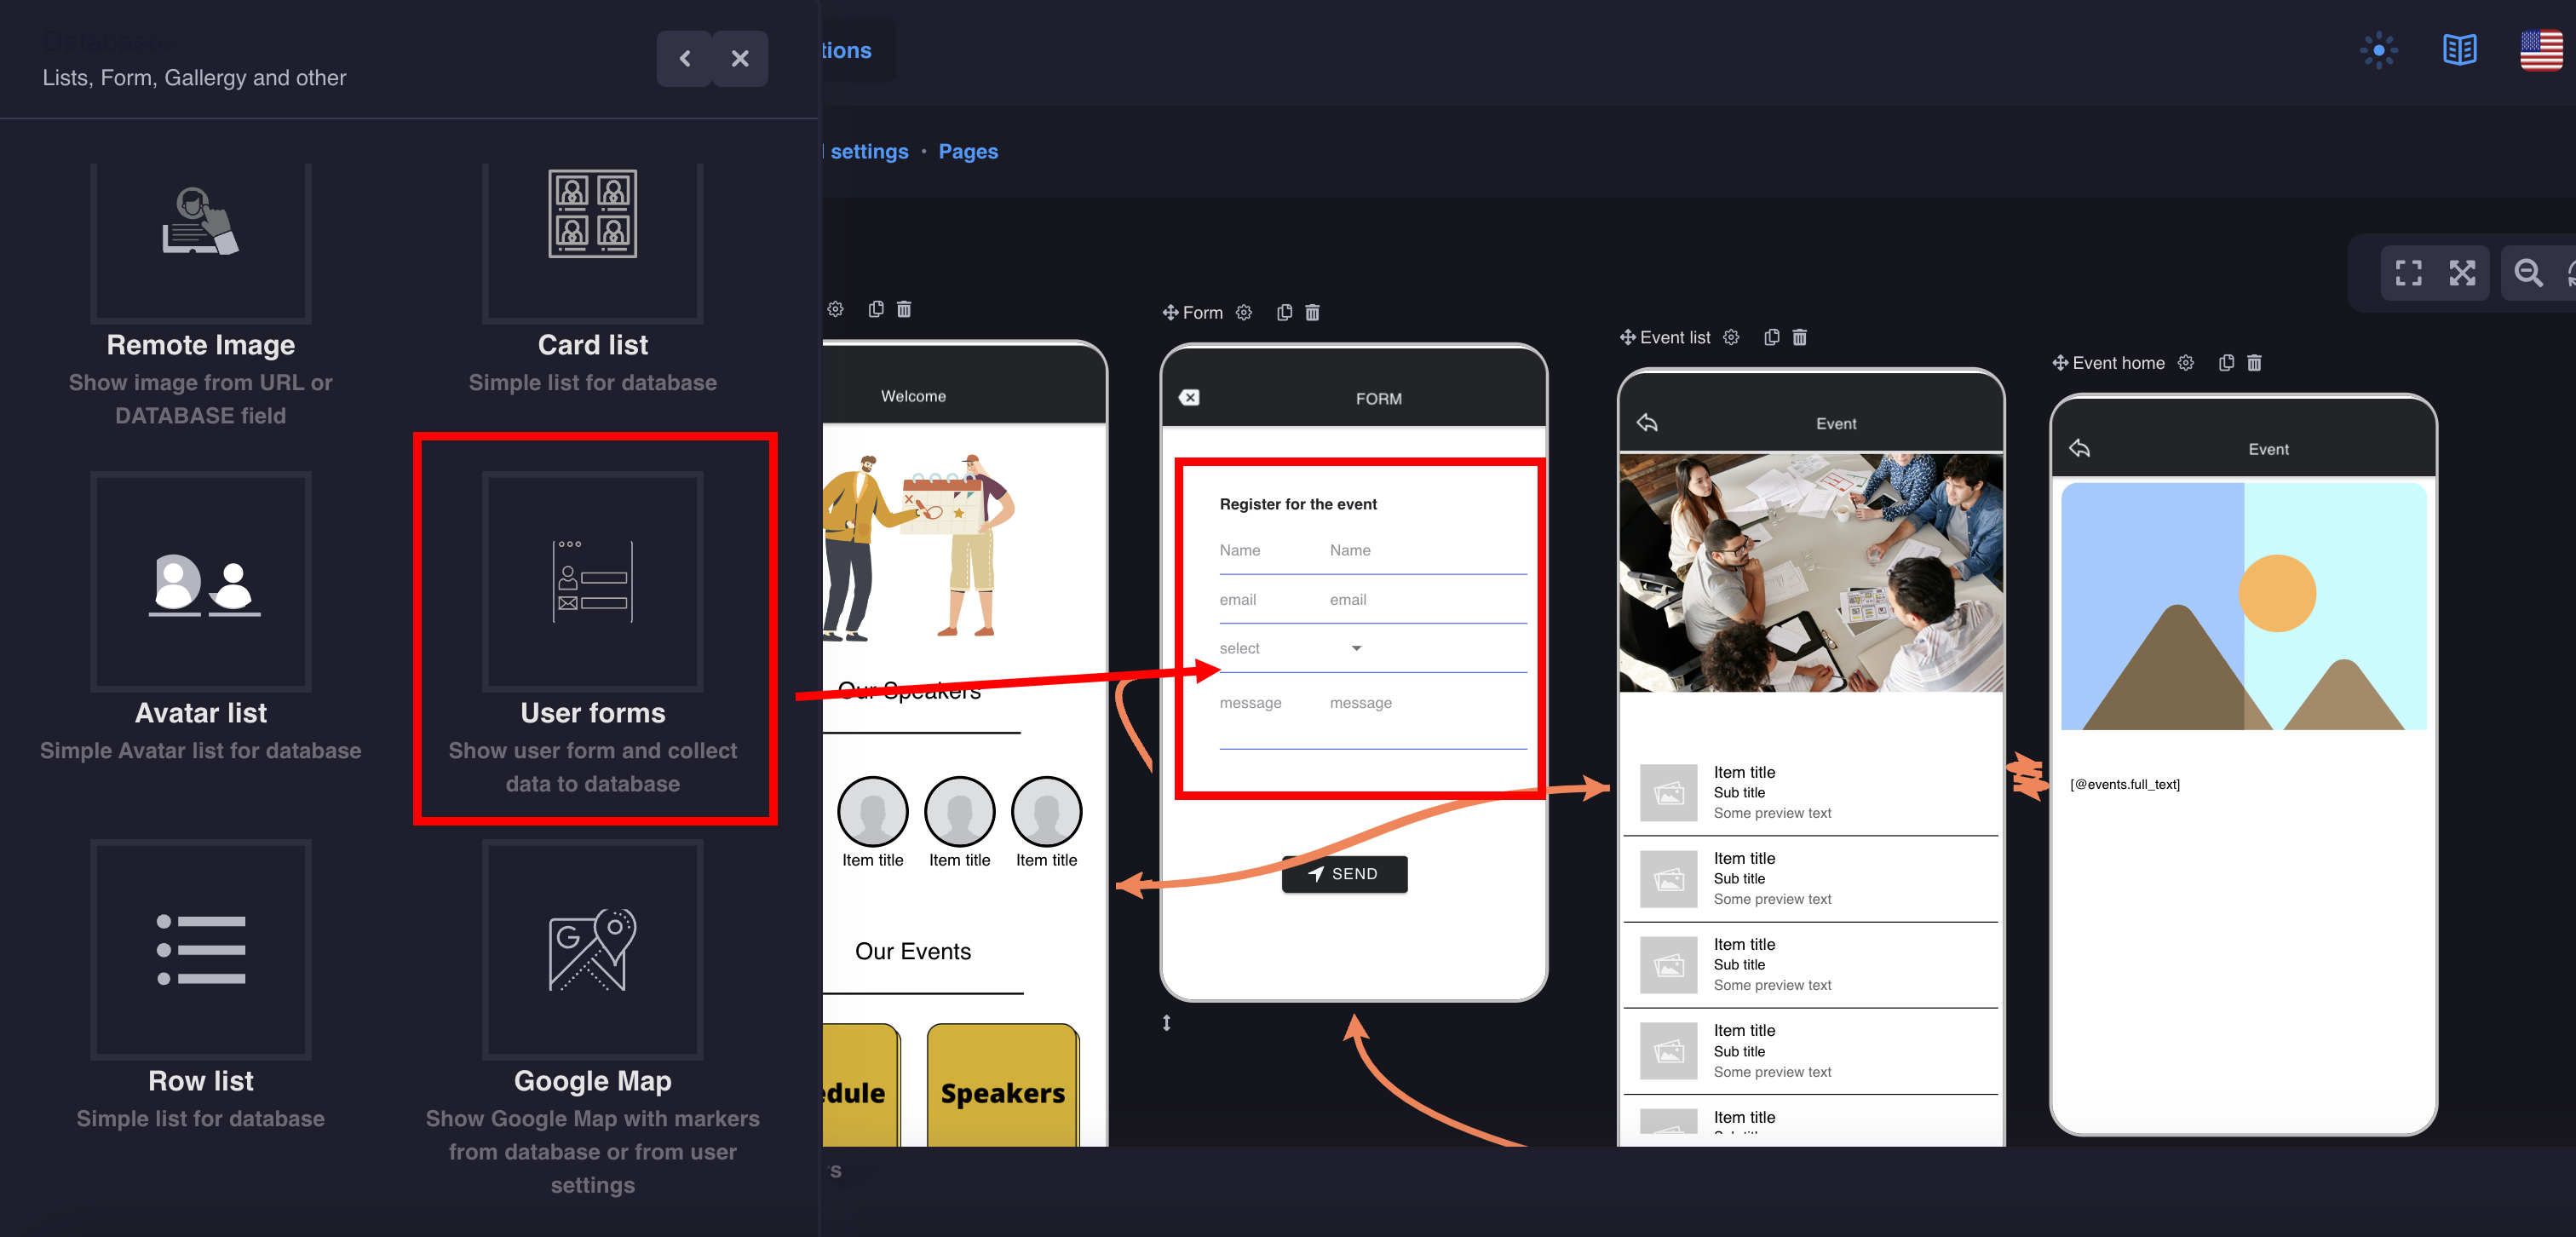 Databases
Lists, Form, Gallergy and other
tions
settings • Pages
Remote Image
Show image from URL or
DATABASE field
Card list
Simple list for database
Avatar list
Simple Avatar list for database
User forms
Show user form and collect
data to database
Row list
Simple list for database
Google Map
Show Google Map with markers
from database or from user
settings
Welcome
Our Speakers
Item title
Item title
Item title
Our Events
edule
Speakers
rs
Form
FORM
Register for the event
Name Name
email email
select
message message
SEND
Event list
Event
Item title
Sub title
Some preview text
Item title
Sub title
Some preview text
Item title
Sub title
Some preview text
Item title
Sub title
Some preview text
Item title
Event home
Event
[@events.full_text]